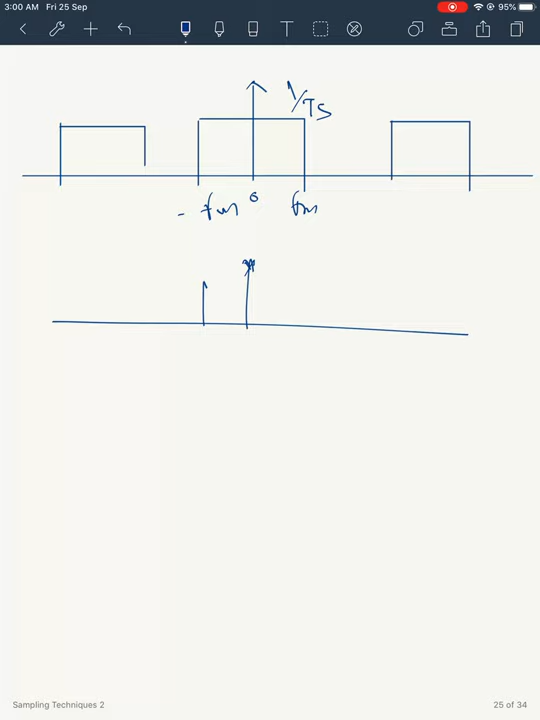 3:00 AM Fri 25 Sep
95%
T
1/Ts
- fm 0 fm
Sampling Techniques 2
25 of 34